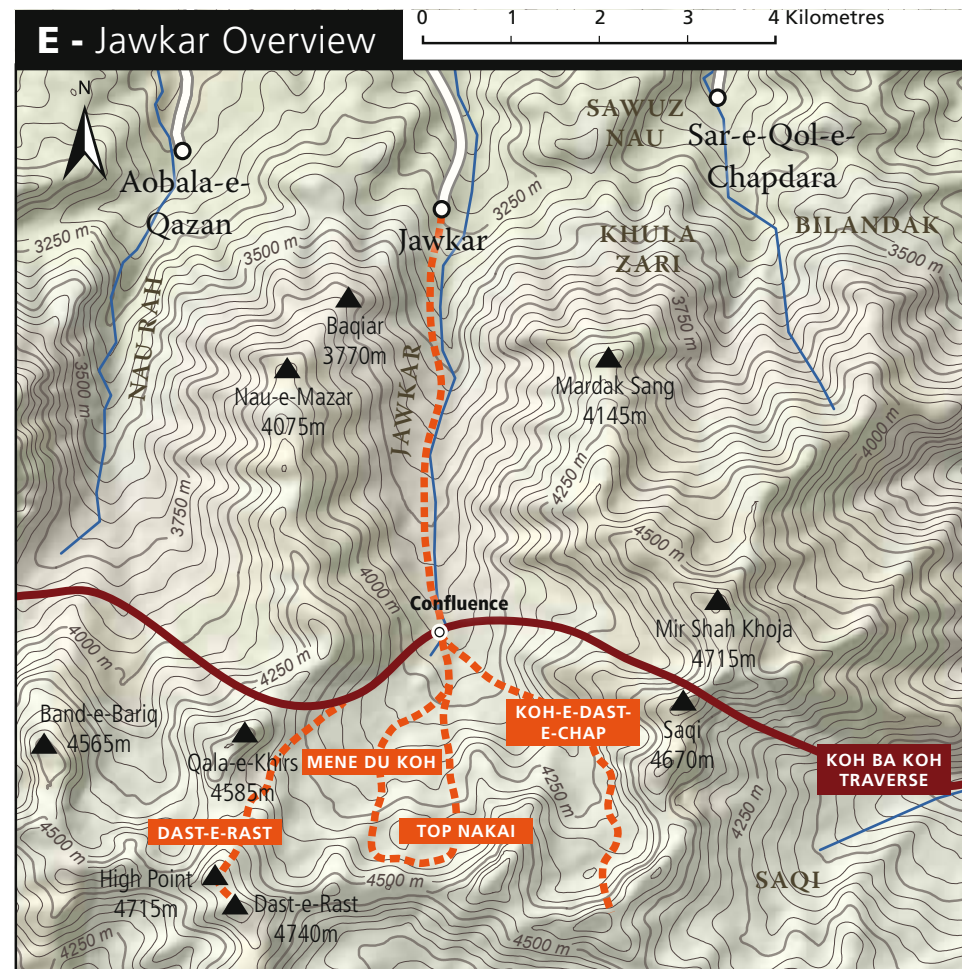 E - Jawkar Overview
0 1 2 3 4 Kilometres
N
SAWUZ
NAU
Sar-e-Qol-e-
Chapdara
Aobala-e-
Qazan
3250 m
Jawkar
KHULA
ZARI
BILANDAK
3250 m
3500 m
3500 m
NAU RAH
Baqiar
3770m
3750 m
3500 m
Nau-e-Mazar
4075m
JAWKAR
Mardak Sang
4145m
4000 m
4250 m
3750 m
4500 m
4000 m
Confluence
Mir Shah Khoja
4715m
4000 m
4250 m
Band-e-Bariq
4565m
Qala-e-Khirs
4585m
MENE DU KOH
KOH-E-DAST-
E-CHAP
Saqi
4670m
KOH BA KOH
TRAVERSE
4250 m
4250 m
4500 m
DAST-E-RAST
TOP NAKAI
High Point
4715m
4500 m
SAQI
Dast-e-Rast
4740m
4250 m
4500 m